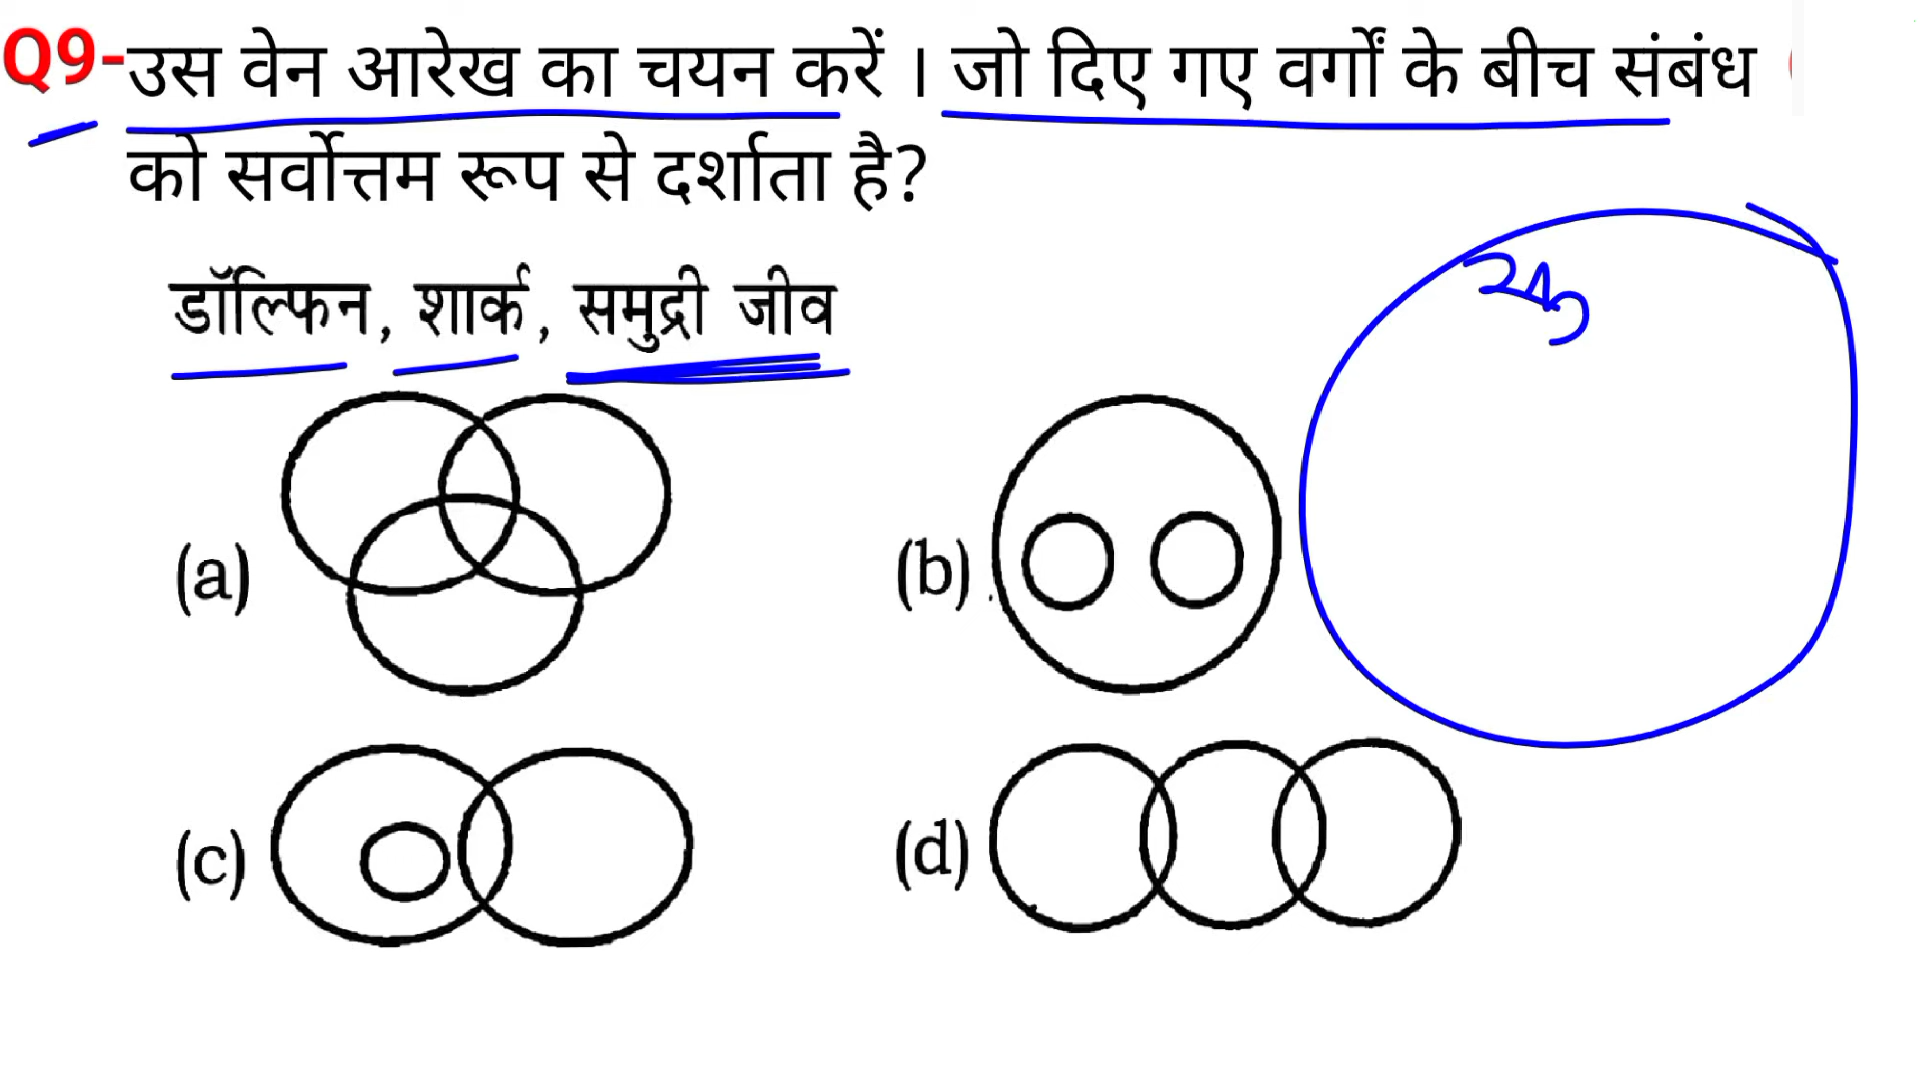 Q9-उस वेन आरेख का चयन करें । जो दिए गए वर्गों के बीच संबंध
को सर्वोत्तम रूप से दर्शाता है?
डॉल्फिन, शार्क, समुद्री जीव
(a)
(b)
(c)
(d)